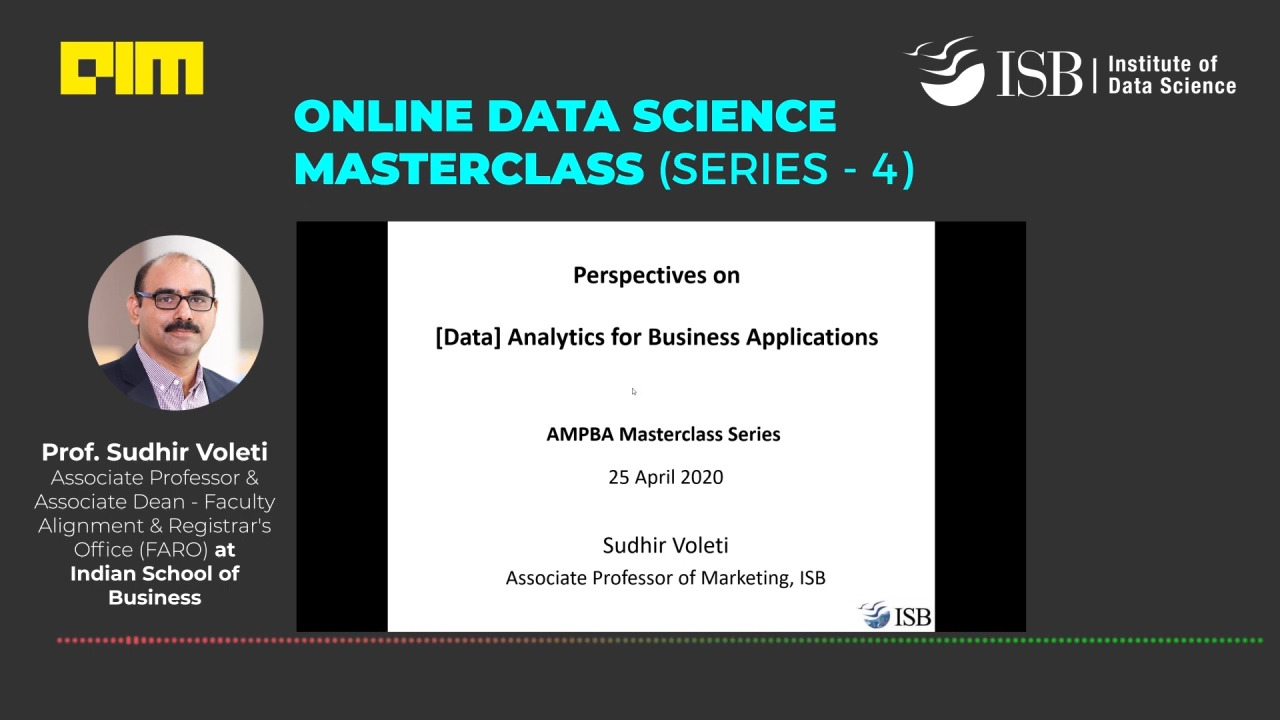 AIM
ISB | Institute of
Data Science
ONLINE DATA SCIENCE
MASTERCLASS (SERIES - 4)
Perspectives on
[Data] Analytics for Business Applications
AMPBA Masterclass Series
25 April 2020
Sudhir Voleti
Associate Professor of Marketing, ISB
ISB
Prof. Sudhir Voleti
Associate Professor &
Associate Dean - Faculty
Alignment & Registrar's
Office (FARO) at
Indian School of
Business